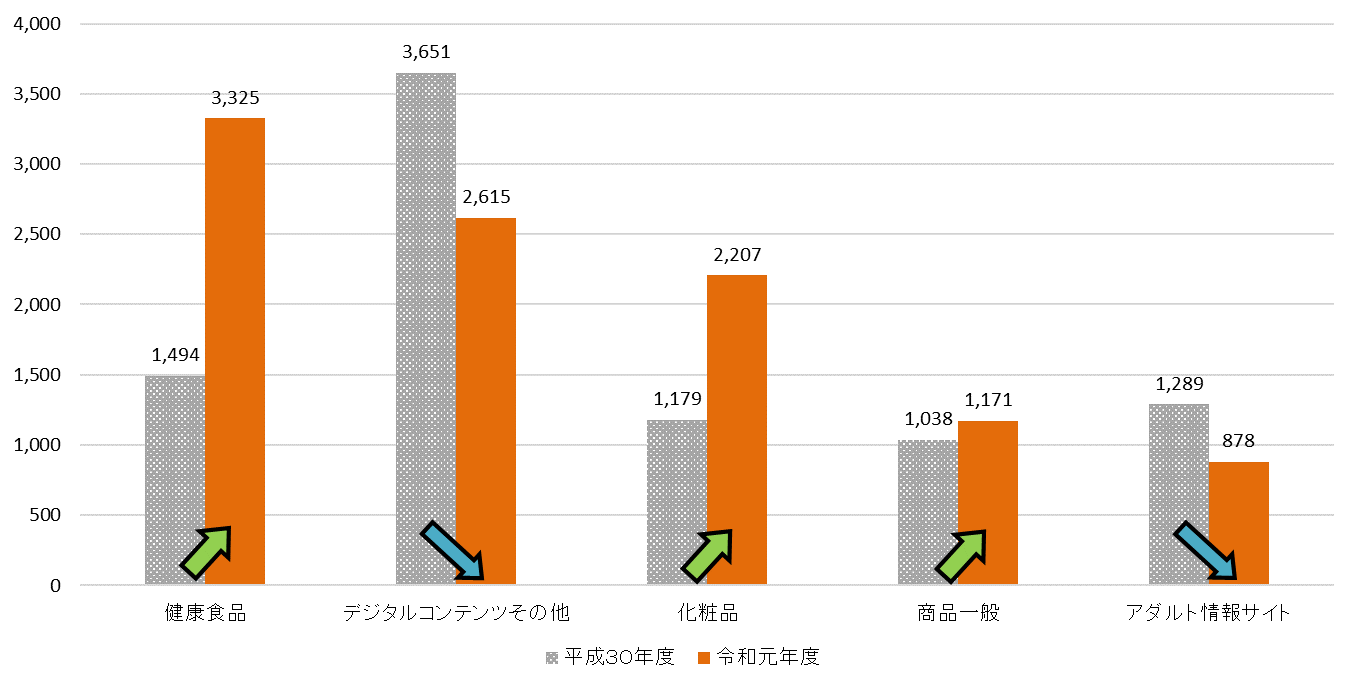 4,000
3,500
3,000
2,500
2,000
1,500
1,000
500
0
1,494
3,325
3,651
2,615
1,179
2,207
1,038
1,171
1,289
878
健康食品
デジタルコンテンツその他
化粧品
商品一般
アダルト情報サイト
平成３０年度
令和元年度